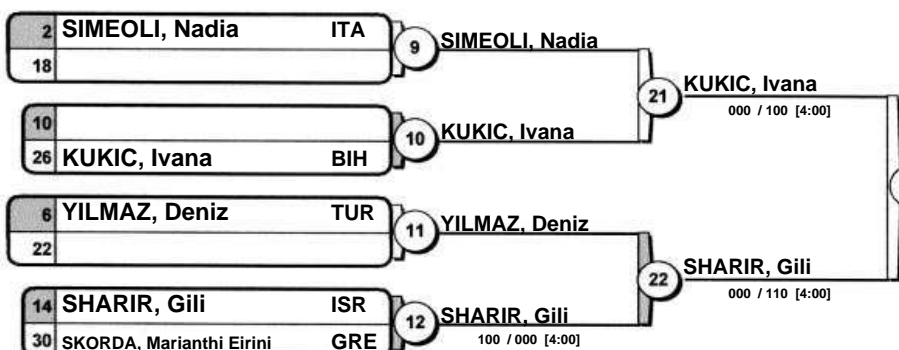 2 SIMEOLI, Nadia ITA
18
9 SIMEOLI, Nadia
10
26 KUKIC, Ivana BIH
10 KUKIC, Ivana
21 KUKIC, Ivana
000 / 100 [4:00]
6 YILMAZ, Deniz TUR
22
11 YILMAZ, Deniz
14 SHARIR, Gili ISR
30 SKORDA, Marianthi Eirini GRE
12 SHARIR, Gili
100 / 000 [4:00]
22 SHARIR, Gili
000 / 110 [4:00]